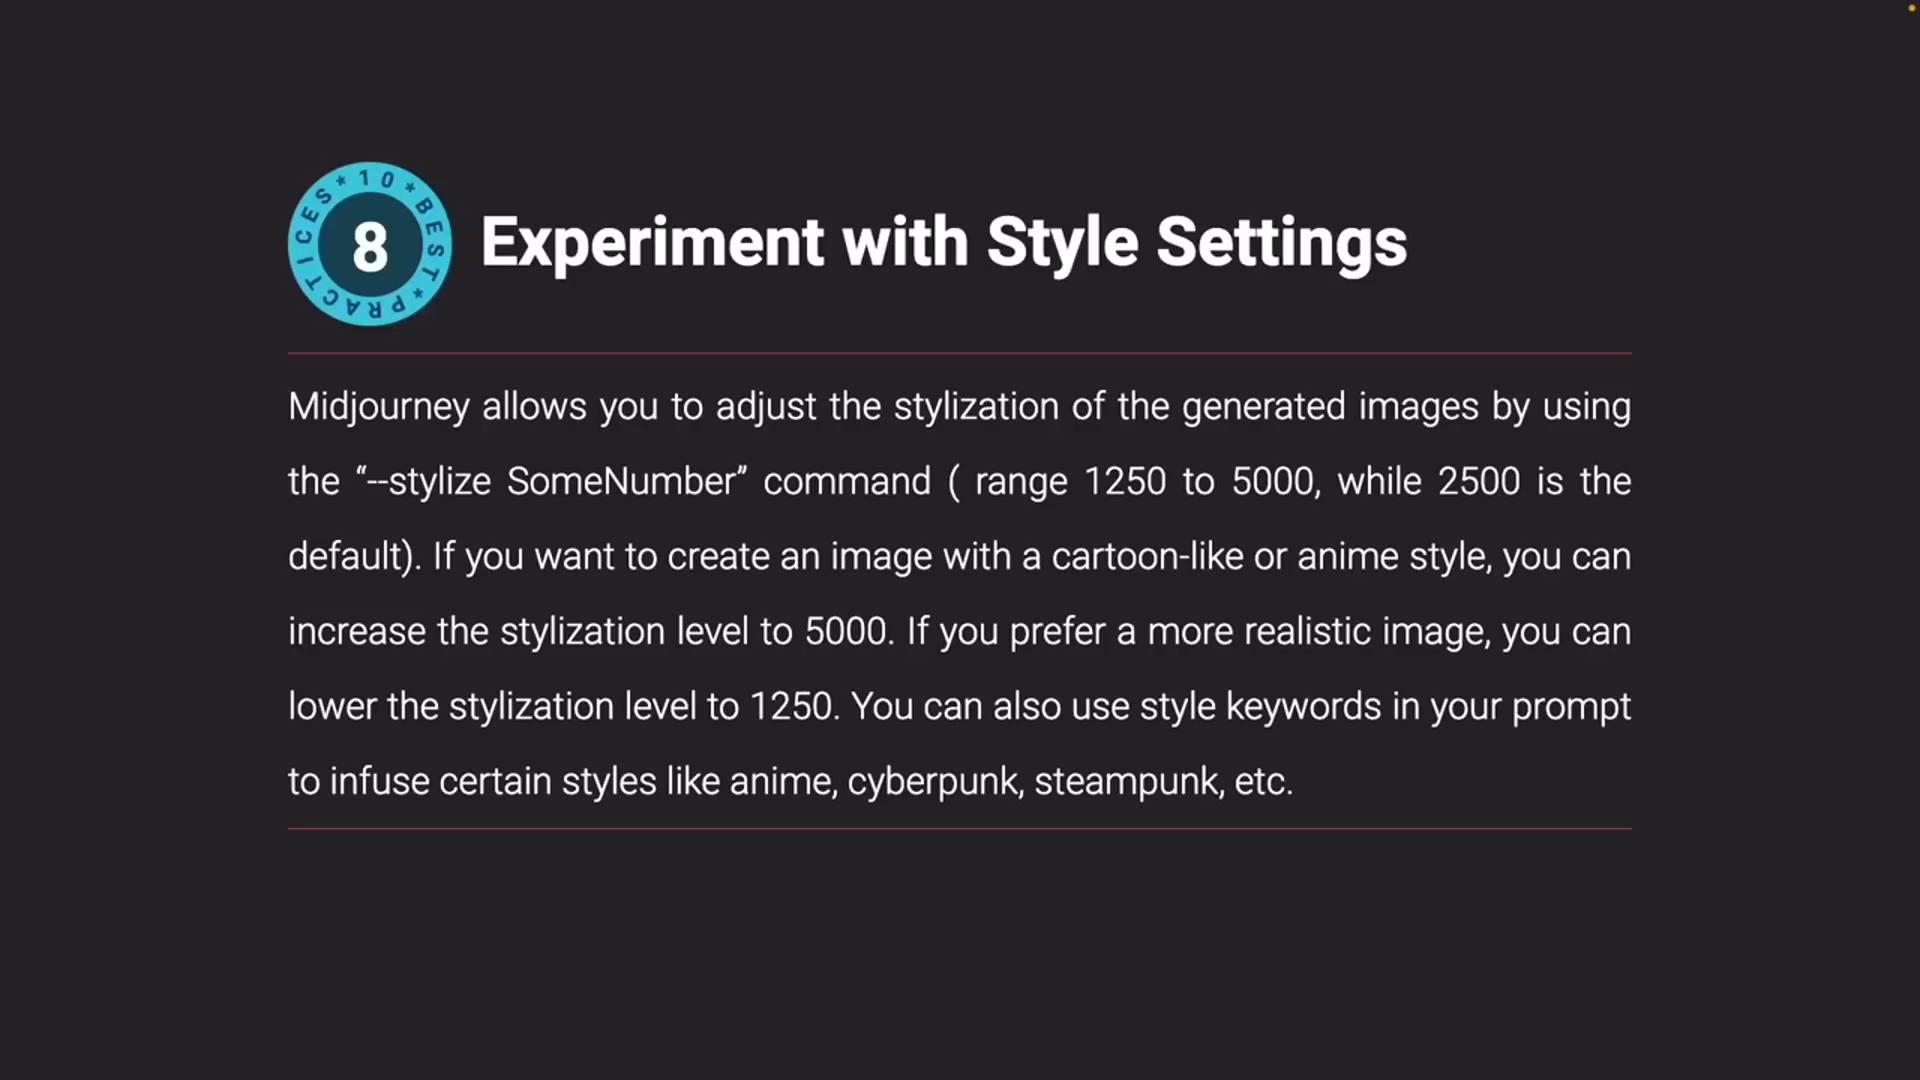 * 10 * BEST * PRACTICES
8
Experiment with Style Settings
Midjourney allows you to adjust the stylization of the generated images by using
the “--stylize SomeNumber” command ( range 1250 to 5000, while 2500 is the
default). If you want to create an image with a cartoon-like or anime style, you can
increase the stylization level to 5000. If you prefer a more realistic image, you can
lower the stylization level to 1250. You can also use style keywords in your prompt
to infuse certain styles like anime, cyberpunk, steampunk, etc.